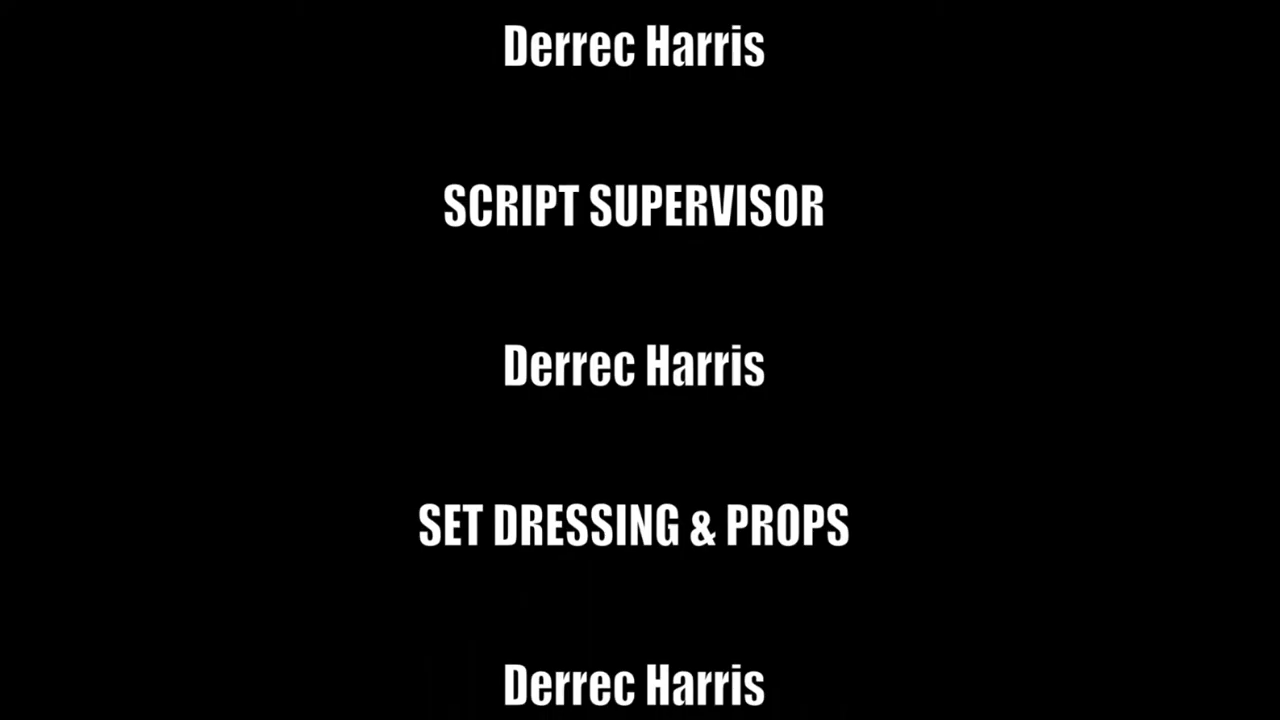 Derrec Harris
SCRIPT SUPERVISOR
Derrec Harris
SET DRESSING & PROPS
Derrec Harris